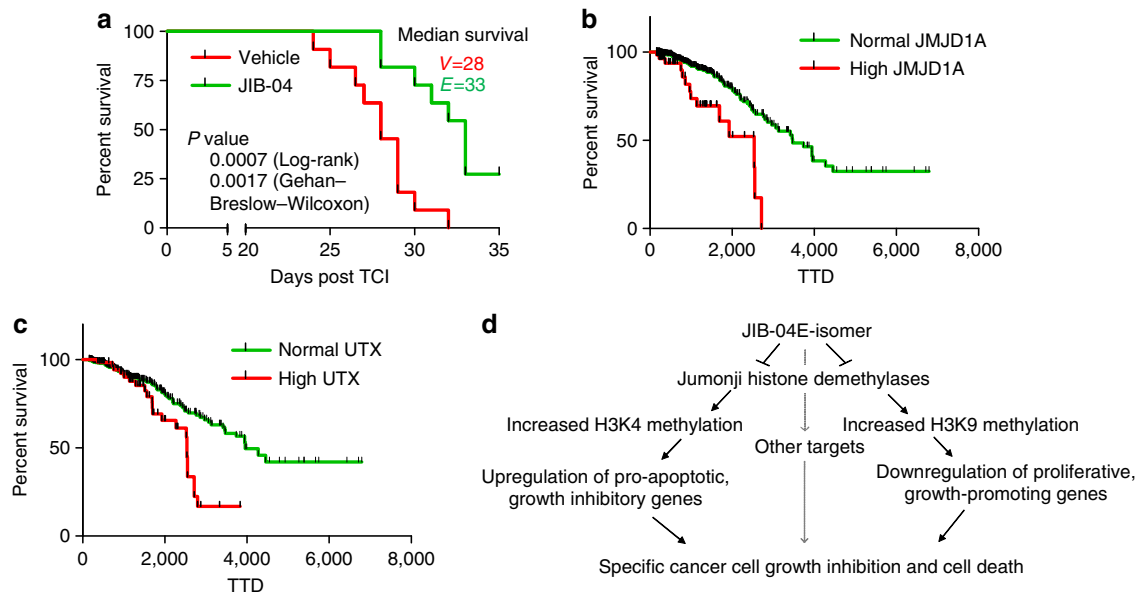 a
Percent survival
100
75
50
25
0
Vehicle
JIB-04
Median survival
V=28
E=33
P value
0.0007 (Log-rank)
0.0017 (Gehan–
Breslow–Wilcoxon)
0 5 20 25 30 35
Days post TCI
b
Percent survival
100
50
0
Normal JMJD1A
High JMJD1A
0 2,000 4,000 6,000 8,000
TTD
c
Percent survival
100
50
0
Normal UTX
High UTX
0 2,000 4,000 6,000 8,000
TTD
d
JIB-04E-isomer
Jumonji histone demethylases
Increased H3K4 methylation
Increased H3K9 methylation
Other targets
Upregulation of pro-apoptotic,
growth inhibitory genes
Downregulation of proliferative,
growth-promoting genes
Specific cancer cell growth inhibition and cell death